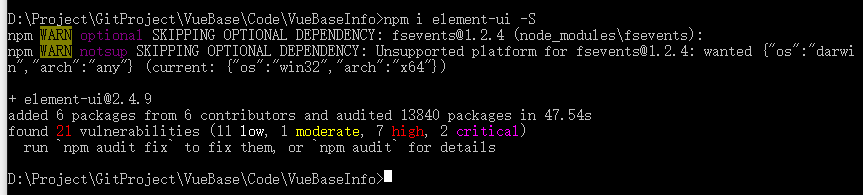 D:\Project\GitProject\VueBase\Code\VueBaseInfo>npm i element-ui -S
npm WARN optional SKIPPING OPTIONAL DEPENDENCY: fsevents@1.2.4 (node_modules\fsevents):
npm WARN notsup SKIPPING OPTIONAL DEPENDENCY: Unsupported platform for fsevents@1.2.4: wanted {"os":"darwi
n","arch":"any"} (current: {"os":"win32","arch":"x64"})
+ element-ui@2.4.9
added 6 packages from 6 contributors and audited 13840 packages in 47.54s
found 21 vulnerabilities (11 low, 1 moderate, 7 high, 2 critical)
  run `npm audit fix` to fix them, or `npm audit` for details
D:\Project\GitProject\VueBase\Code\VueBaseInfo>